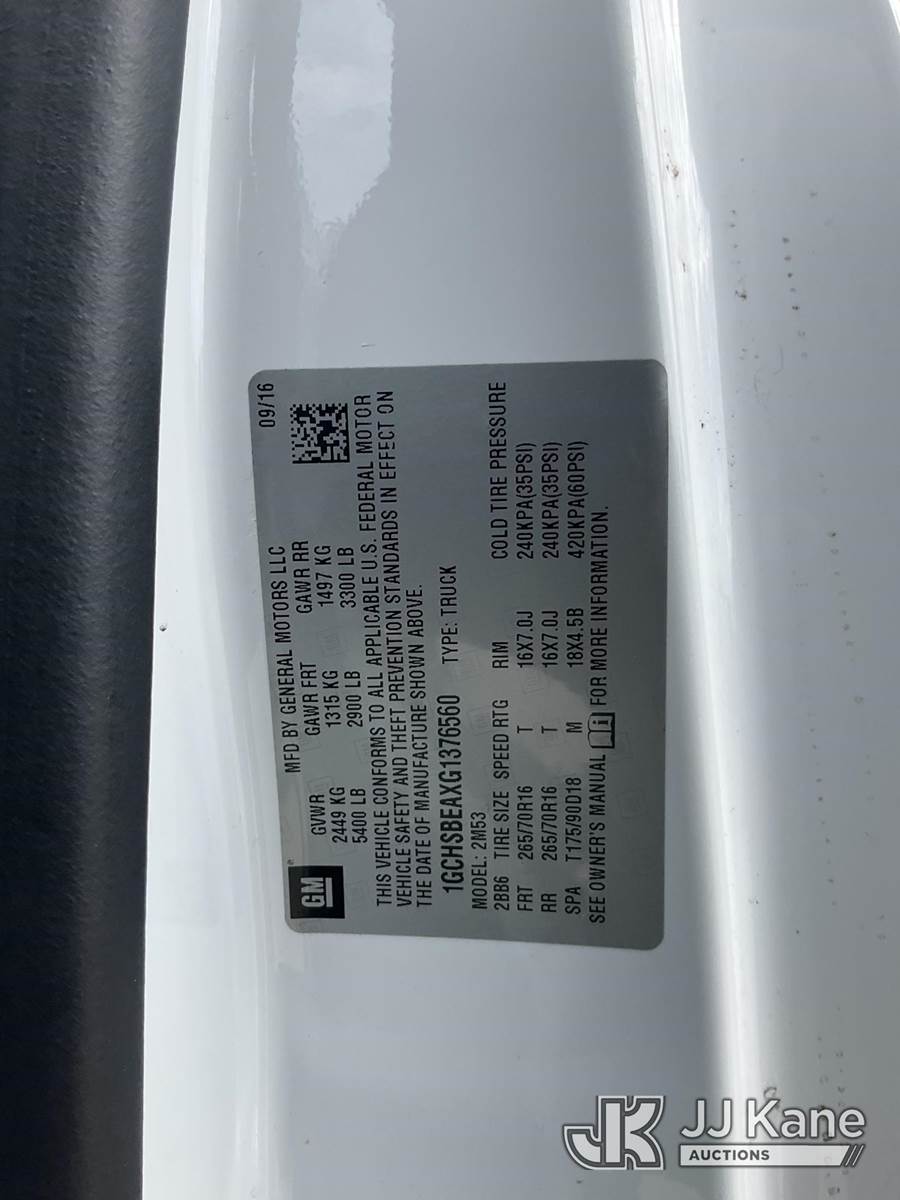 MFD BY GENERAL MOTORS LLC 09/16
GM
GVWR GAWR FRT GAWR RR
2449 KG 1315 KG 1497 KG
5400 LB 2900 LB 3300 LB
THIS VEHICLE CONFORMS TO ALL APPLICABLE U.S. FEDERAL MOTOR
VEHICLE SAFETY AND THEFT PREVENTION STANDARDS IN EFFECT ON
THE DATE OF MANUFACTURE SHOWN ABOVE.
1GCHSBEAXG1376560 TYPE: TRUCK
MODEL: 2M53
2BB6 TIRE SIZE SPEED RTG RIM COLD TIRE PRESSURE
FRT 265/70R16 T 16X7.0J 240KPA(35PSI)
RR 265/70R16 T 16X7.0J 240KPA(35PSI)
SPA T175/90D18 M 18X4.5B 420KPA(60PSI)
SEE OWNER'S MANUAL FOR MORE INFORMATION.
JK JJ Kane
AUCTIONS